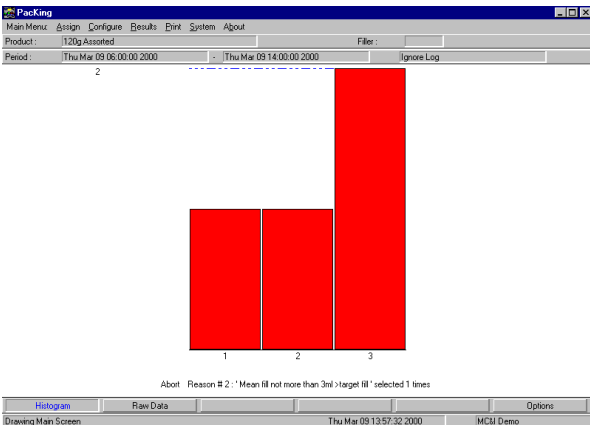 PacKing
Main Menu: Assign Configure Results Print System About
Product : 120g Assorted Filler :
Period : Thu Mar 09 06:00:00 2000 - Thu Mar 09 14:00:00 2000 Ignore Log
2
1 2 3
Abort Reason # 2 : ' Mean fill not more than 3ml >target fill ' selected 1 times
Histogram Raw Data Options
Drawing Main Screen Thu Mar 09 13:57:32 2000 MC&I Demo